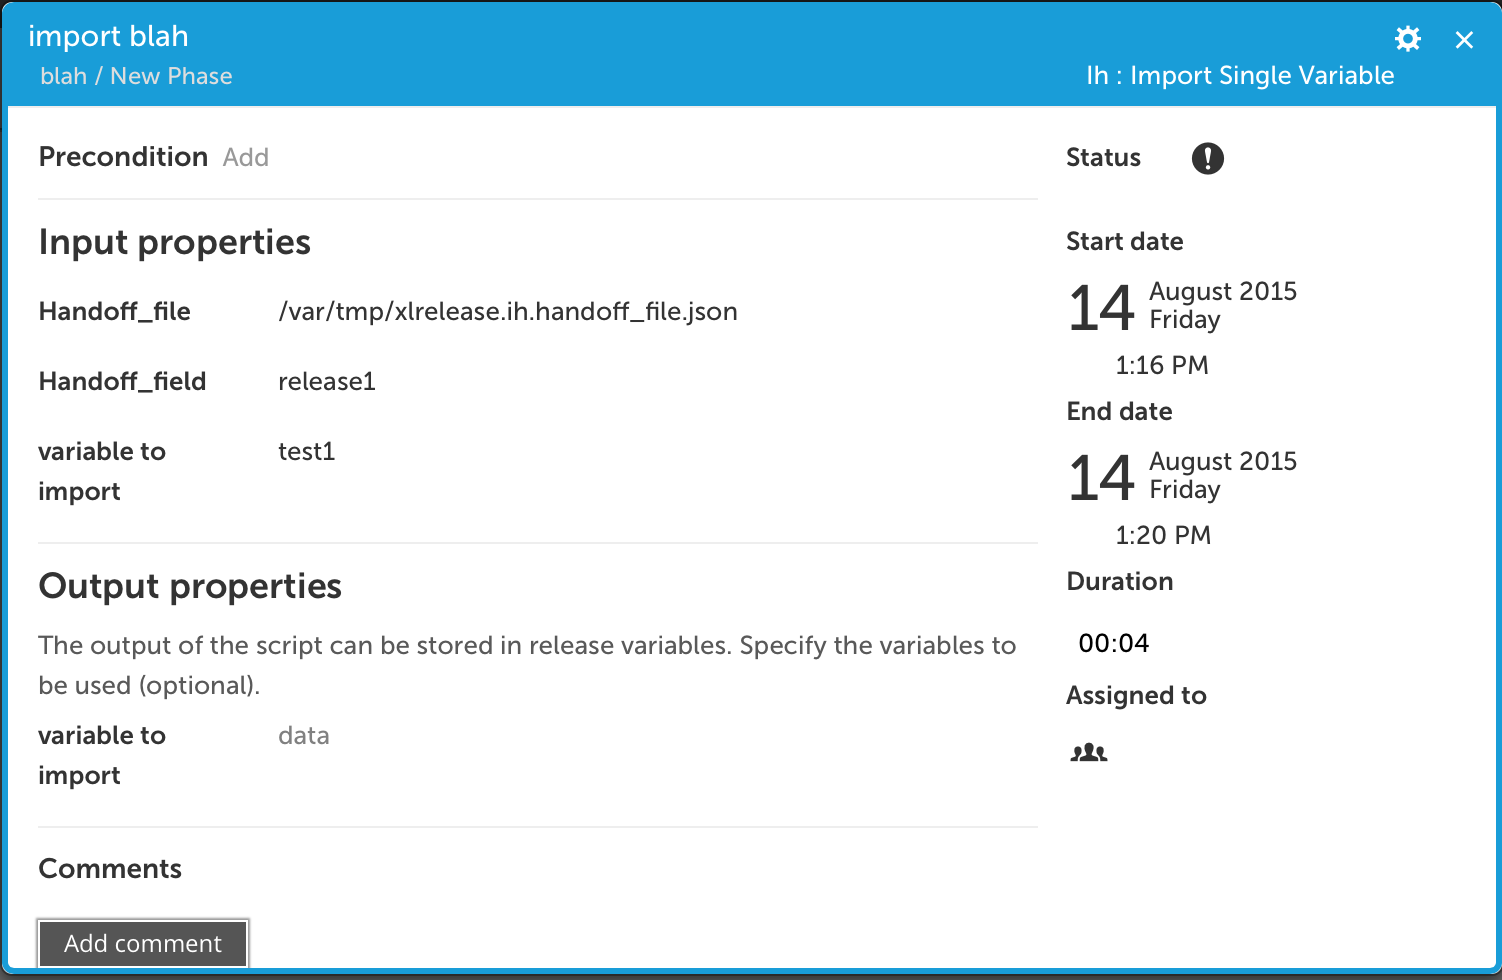 import blah
blah / New Phase
Ih : Import Single Variable
Precondition Add
Input properties
Handoff_file /var/tmp/xlrelease.ih.handoff_file.json
Handoff_field release1
variable to test1
import
Output properties
The output of the script can be stored in release variables. Specify the variables to
be used (optional).
variable to data
import
Comments
Add comment
Status
Start date
14 August 2015
Friday
1:16 PM
End date
14 August 2015
Friday
1:20 PM
Duration
00:04
Assigned to